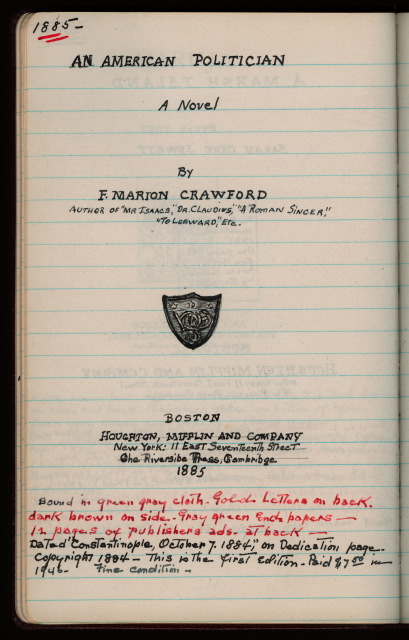 1885-
AN AMERICAN POLITICIAN
A Novel
By
F. MARION CRAWFORD
AUTHOR OF "MR ISAACS," "DR. CLAUDIUS," "A ROMAN SINGER,"
"TO LEEWARD," ETC.
BOSTON
HOUGHTON, MIFFLIN AND COMPANY
New York: 11 East Seventeenth Street
The Riverside Press, Cambridge
1885
Bound in green gray cloth. Gold Letters on back.
dark brown on side. Gray green end papers —
12 pages of publishers ads. at back —
Dated "Constantinople, October 7. 1884," on Dedication page.
Copyright 1884 — This is the first edition. Paid $7.50 in
1946- Fine condition -